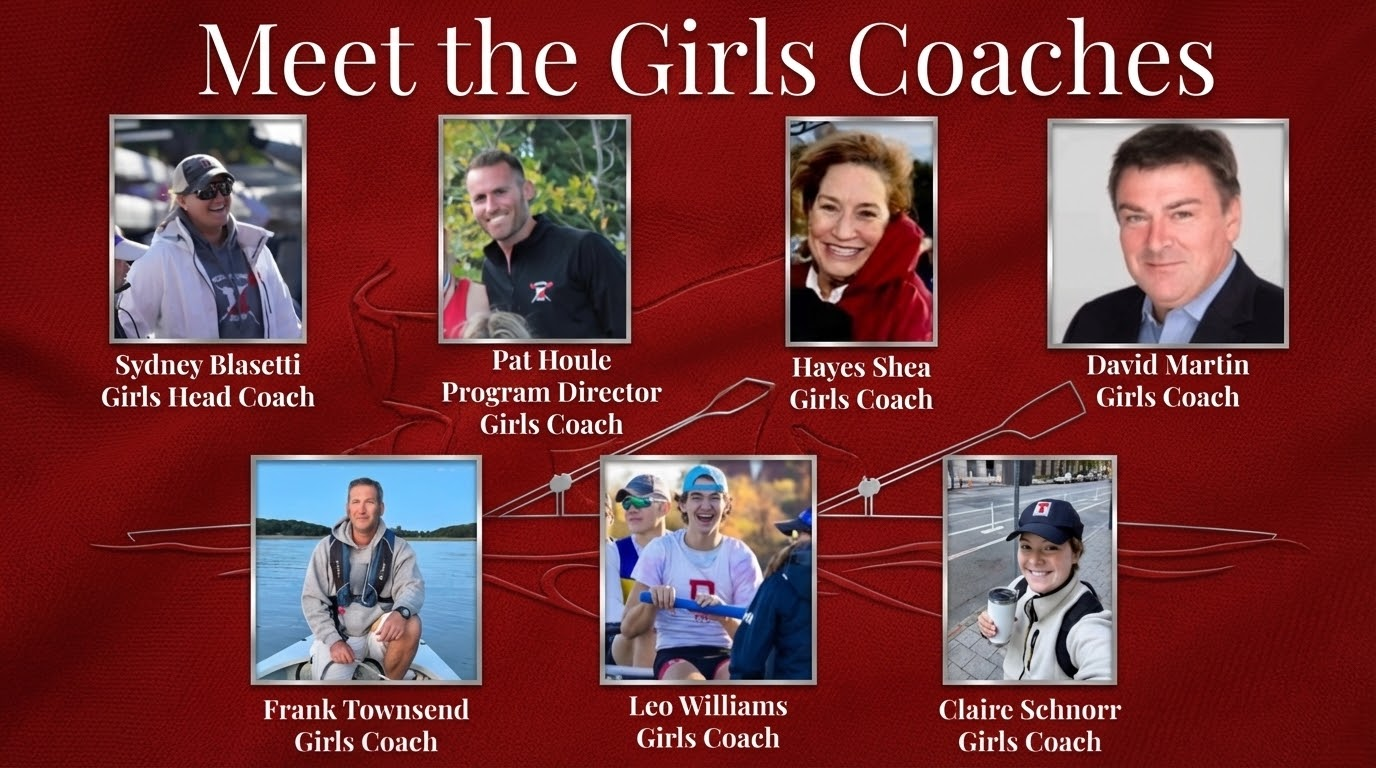 Meet the Girls Coaches
Sydney Blasetti
Girls Head Coach
Pat Houle
Program Director
Girls Coach
Hayes Shea
Girls Coach
David Martin
Girls Coach
Frank Townsend
Girls Coach
Leo Williams
Girls Coach
Claire Schnorr
Girls Coach